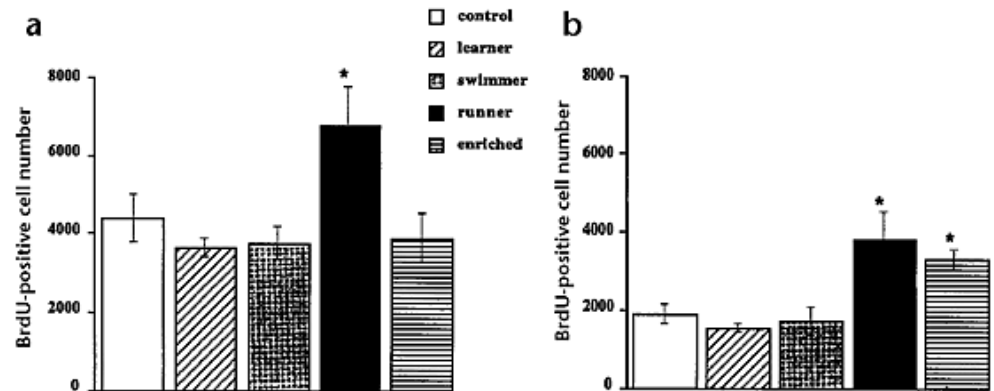 a
control
learner
swimmer
runner
enriched
BrdU-positive cell number
8000
6000
4000
2000
0
*
b
BrdU-positive cell number
8000
6000
4000
2000
0
*
*